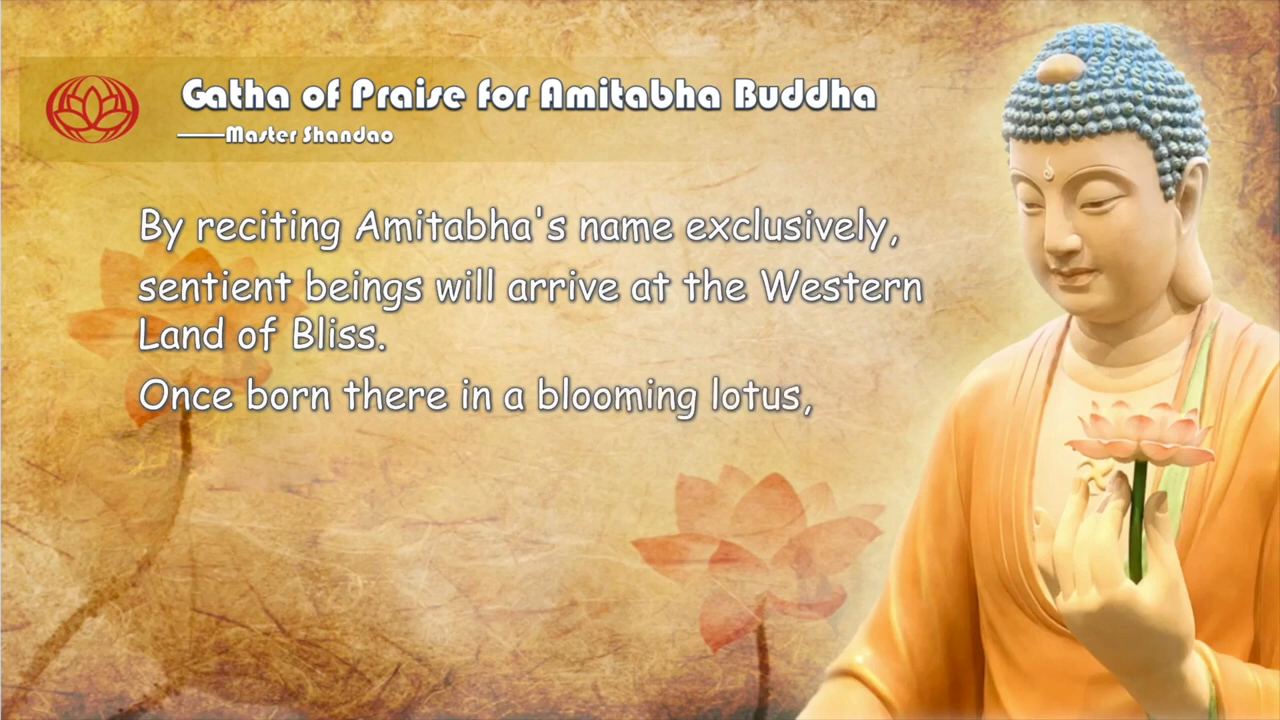 Gatha of Praise for Amitabha Buddha
——Master Shandao
By reciting Amitabha's name exclusively,
sentient beings will arrive at the Western
Land of Bliss.
Once born there in a blooming lotus,